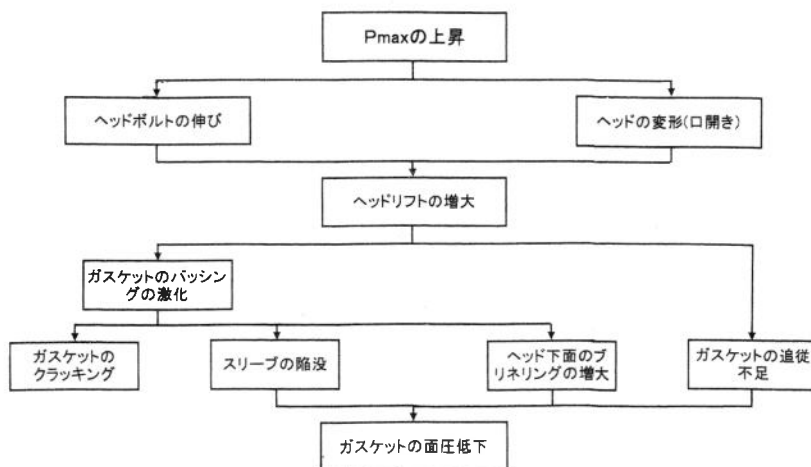 Pmaxの上昇
ヘッドボルトの伸び
ヘッドの変形(口開き)
ヘッドリフトの増大
ガスケットのバッシン
グの激化
ガスケットの
クラッキング
スリーブの陥没
ヘッド下面のブ
リネリングの増大
ガスケットの追従
不足
ガスケットの面圧低下